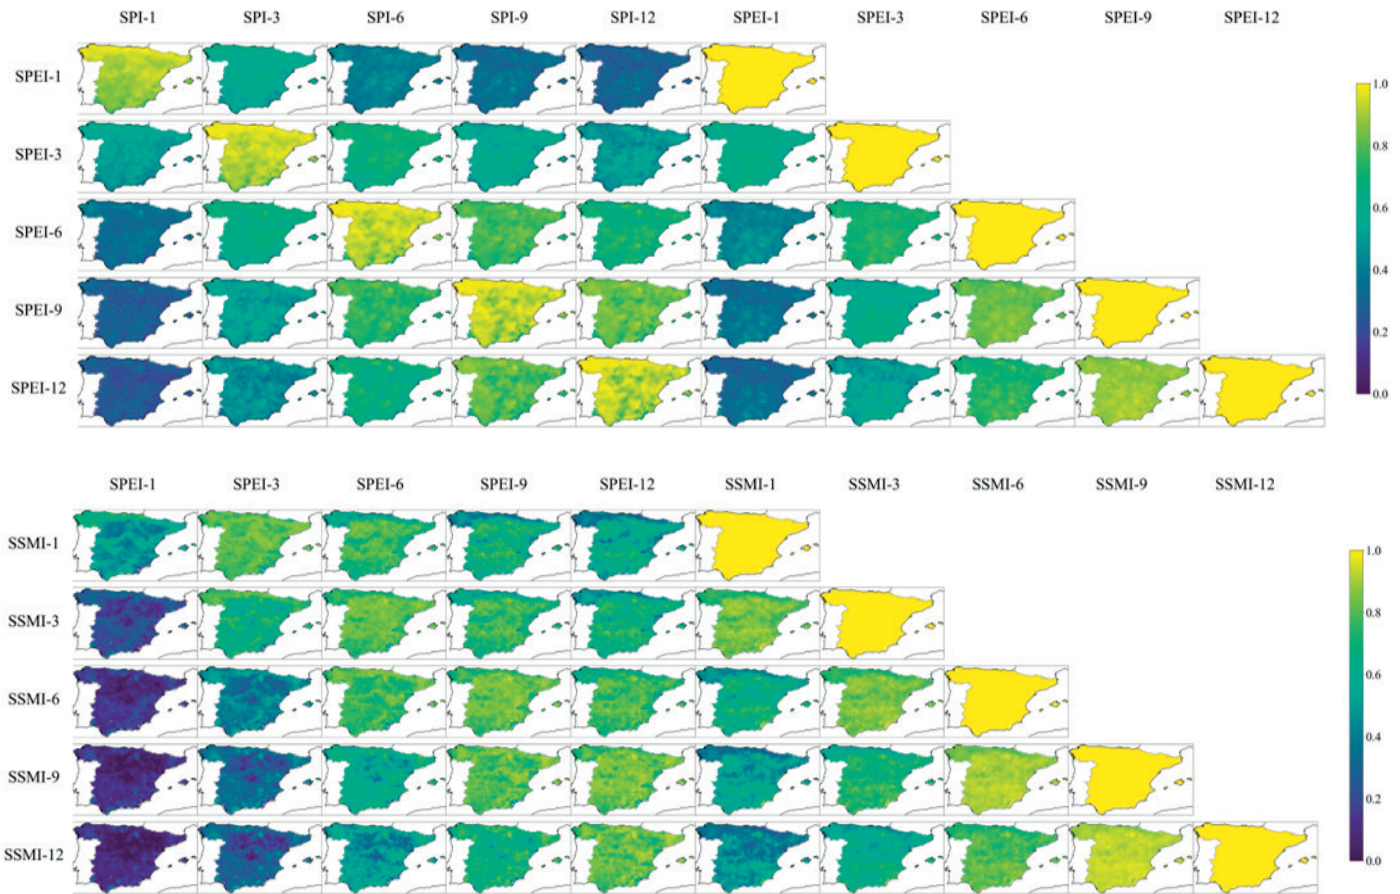 SPI-1 SPI-3 SPI-6 SPI-9 SPI-12 SPEI-1 SPEI-3 SPEI-6 SPEI-9 SPEI-12
SPEI-1
SPEI-3
SPEI-6
SPEI-9
SPEI-12
1.0
0.8
0.6
0.4
0.2
0.0
SPEI-1 SPEI-3 SPEI-6 SPEI-9 SPEI-12 SSMI-1 SSMI-3 SSMI-6 SSMI-9 SSMI-12
SSMI-1
SSMI-3
SSMI-6
SSMI-9
SSMI-12
1.0
0.8
0.6
0.4
0.2
0.0